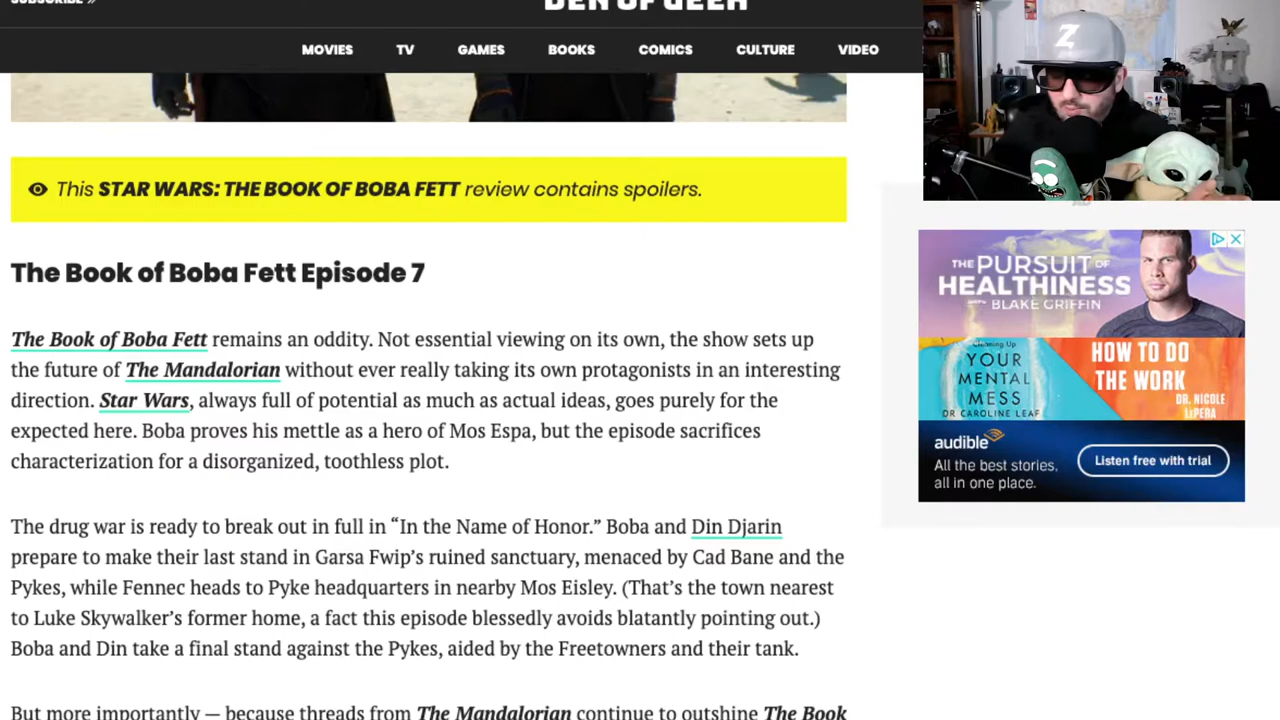 SUBSCRIBE »
DEN OF GEEK
MOVIES TV GAMES BOOKS COMICS CULTURE VIDEO
Z
This STAR WARS: THE BOOK OF BOBA FETT review contains spoilers.
The Book of Boba Fett Episode 7
The Book of Boba Fett remains an oddity. Not essential viewing on its own, the show sets up
the future of The Mandalorian without ever really taking its own protagonists in an interesting
direction. Star Wars, always full of potential as much as actual ideas, goes purely for the
expected here. Boba proves his mettle as a hero of Mos Espa, but the episode sacrifices
characterization for a disorganized, toothless plot.
The drug war is ready to break out in full in “In the Name of Honor.” Boba and Din Djarin
prepare to make their last stand in Garsa Fwip’s ruined sanctuary, menaced by Cad Bane and the
Pykes, while Fennec heads to Pyke headquarters in nearby Mos Eisley. (That’s the town nearest
to Luke Skywalker’s former home, a fact this episode blessedly avoids blatantly pointing out.)
Boba and Din take a final stand against the Pykes, aided by the Freetowners and their tank.
But more importantly — because threads from The Mandalorian continue to outshine The Book
THE PURSUIT OF
HEALTHINESS
WITH BLAKE GRIFFIN
Cleaning Up
YOUR
MENTAL
MESS
DR CAROLINE LEAF
HOW TO DO
THE WORK
DR. NICOLE
LePERA
audible
All the best stories,
all in one place.
Listen free with trial